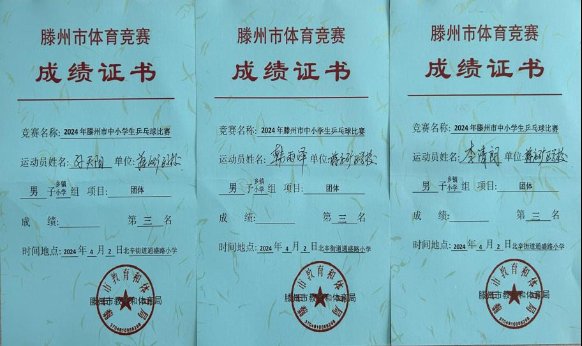 滕州市体育竞赛
成绩证书
竞赛名称: 2024年滕州市中小学生乒乓球比赛
运动员姓名: 单位:
男 子 乡镇小学 组 项目: 团体
成 绩: 第 三 名
时间地点: 2024 年 4 月 2 日北辛街道通盛路小学
滕州市教育和体育局
滕州市体育竞赛
成绩证书
竞赛名称: 2024年滕州市中小学生乒乓球比赛
运动员姓名: 韩雨泽 单位:
男 子 乡镇小学 组 项目: 团体
成 绩: 第 三 名
时间地点: 2024 年 4 月 2 日北辛街道通盛路小学
滕州市教育和体育局
滕州市体育竞赛
成绩证书
竞赛名称: 2024年滕州市中小学生乒乓球比赛
运动员姓名: 单位:
男 子 乡镇小学 组 项目: 团体
成 绩: 第 三 名
时间地点: 2024 年 4 月 2 日北辛街道通盛路小学
滕州市教育和体育局